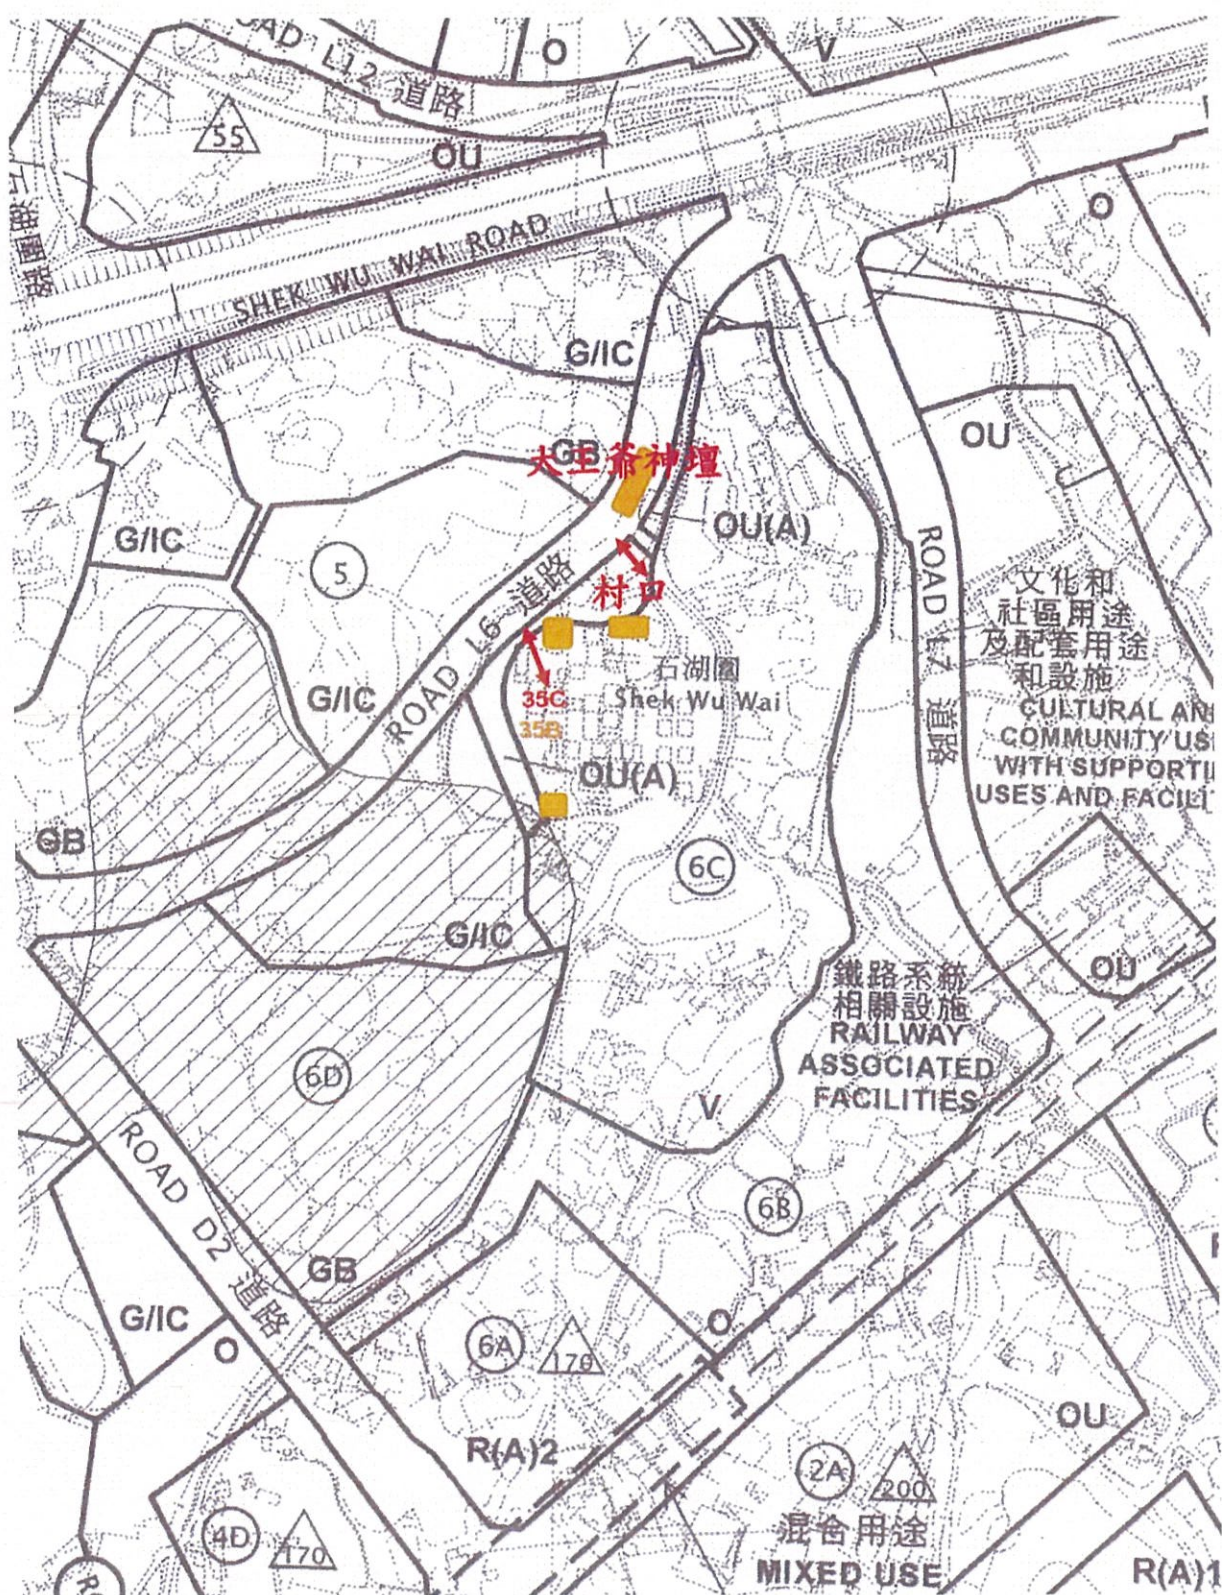 ROAD L12 道路
O
V
55
OU
SHEK WU WAI ROAD
O
G/IC
GB
OU
大王爺神壇
G/IC
OU(A)
5
村口
ROAD L6 道路
ROAD L7 道路
文化和
社區用途
及配套用途
和設施
CULTURAL AN
COMMUNITY US
WITH SUPPORTI
USES AND FACILI
石湖圍
Shek Wu Wai
G/IC
35C
35B
OU(A)
GB
6C
G/IC
OU
鐵路系統
相關設施
RAILWAY
ASSOCIATED
FACILITIES
6D
V
ROAD D2 道路
6B
GB
G/IC
O
O
6A
170
OU
R(A)2
2A
200
混合用途
MIXED USE
4D
170
R(A)1